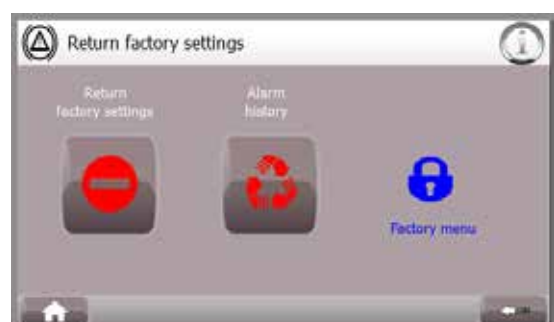 Return factory settings
Return
factory settings
Alarm
history
Factory menu